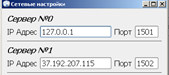 Сетевые настройки
Сервер №0
IP Адрес 127.0.0.1 Порт 1501
Сервер №1
IP Адрес 37.192.207.115 Порт 1502